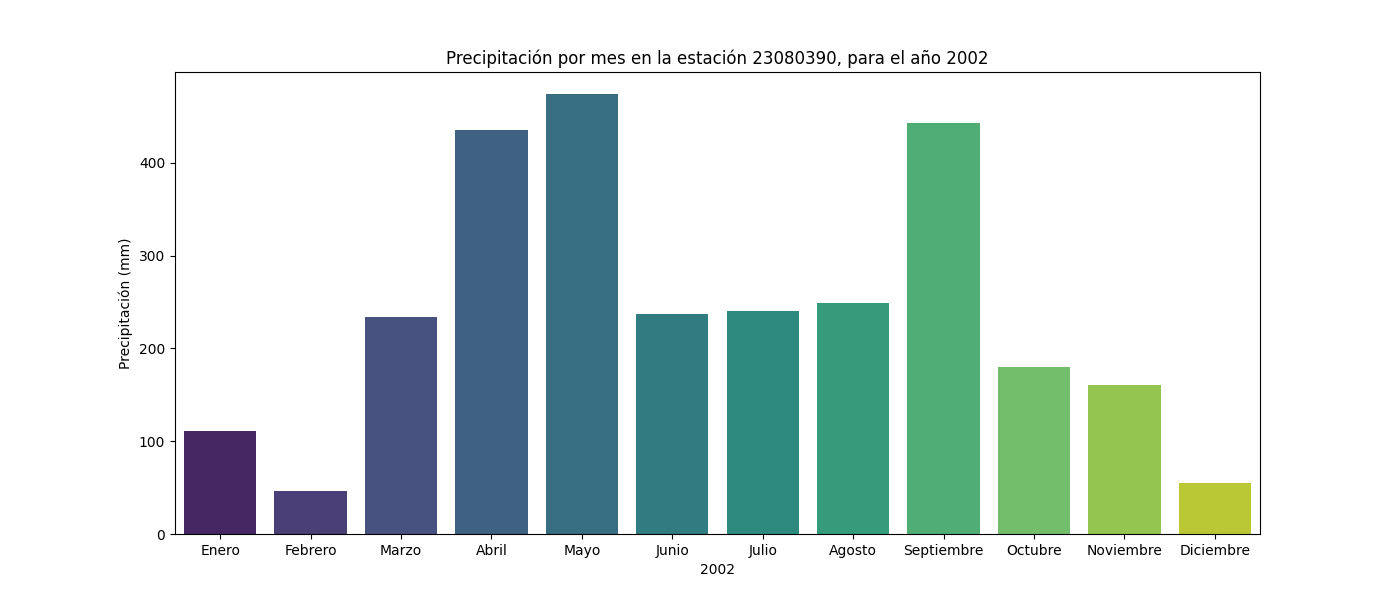 Precipitación por mes en la estación 23080390, para el año 2002
Precipitación (mm)
400
300
200
100
0
Enero Febrero Marzo Abril Mayo Junio Julio Agosto Septiembre Octubre Noviembre Diciembre
2002